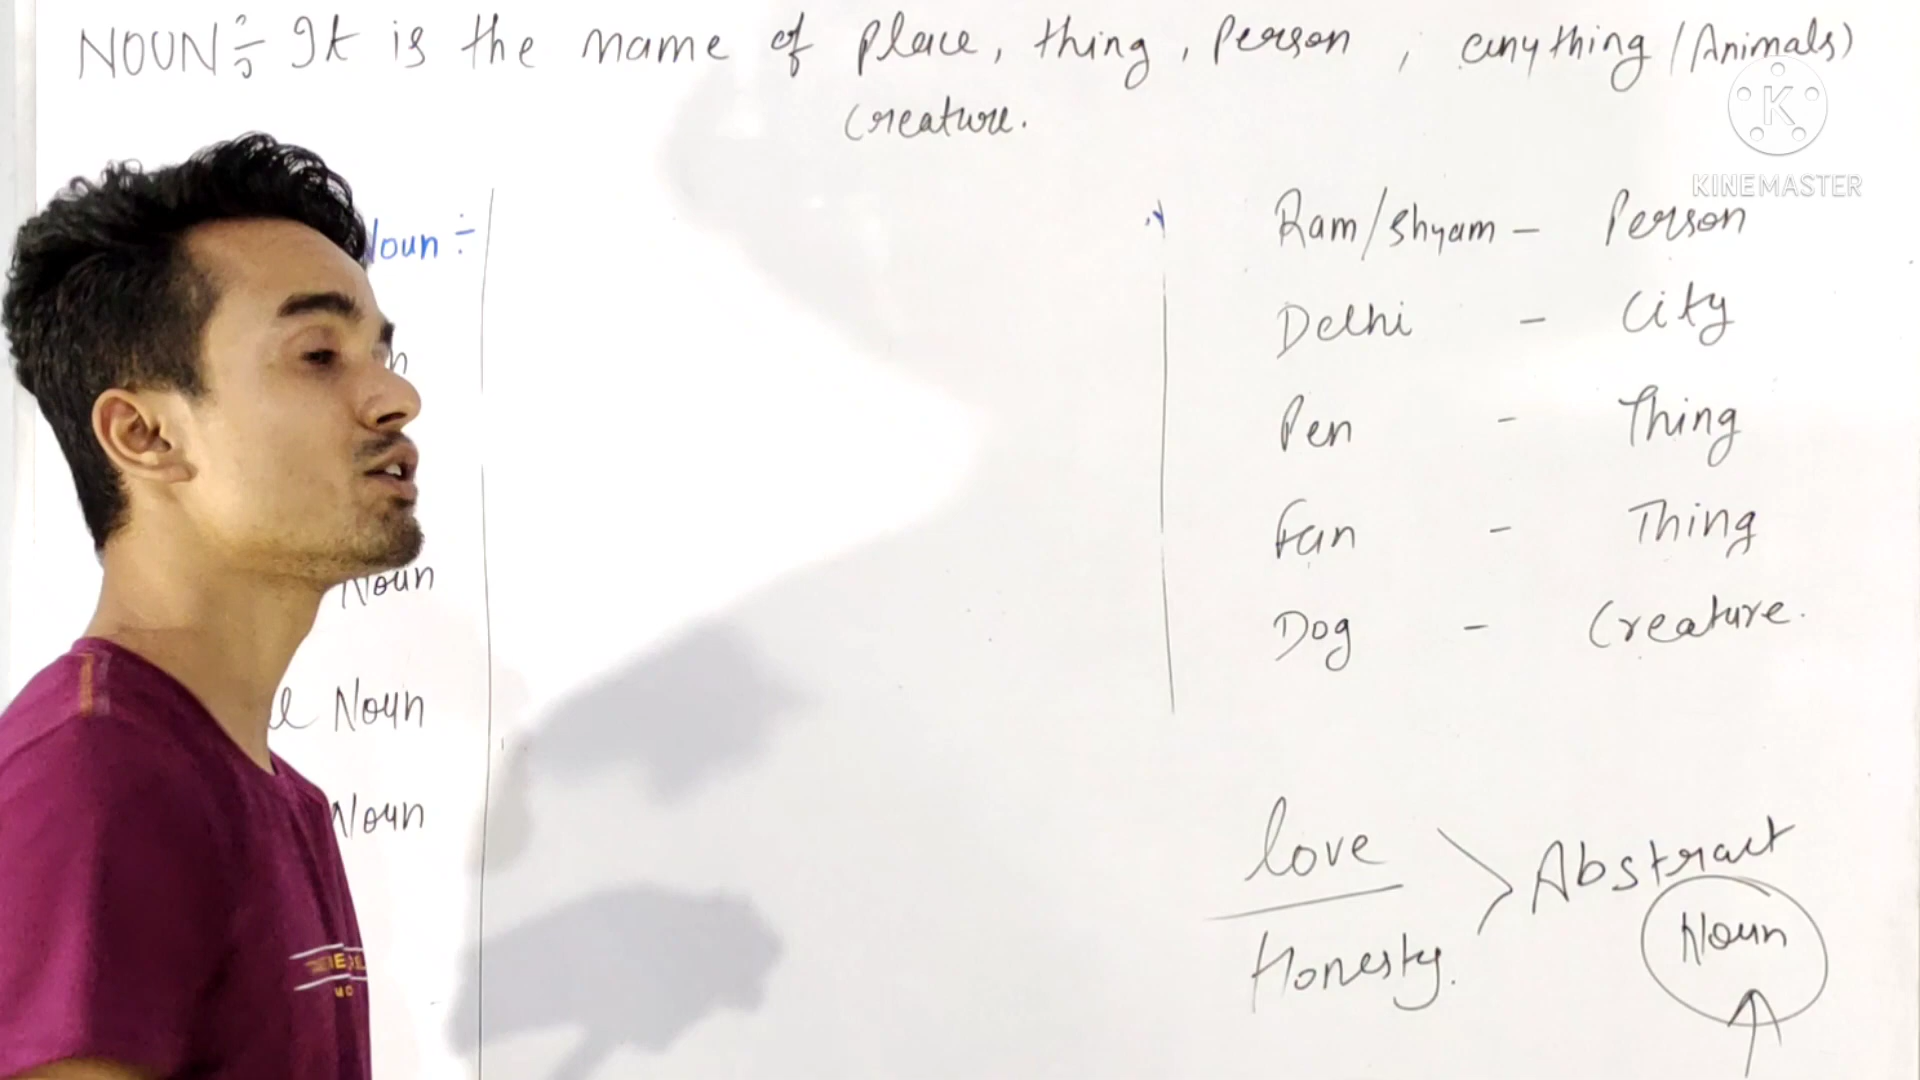 NOUN :- It is the name of place, thing, person, anything/(Animals)
creature.
KINEMASTER
Noun :-
Noun
Noun
Noun
Ram/Shyam - Person
Delhi - City
Pen - Thing
Fan - Thing
Dog - Creature.
love
Honesty.
Abstract
Noun